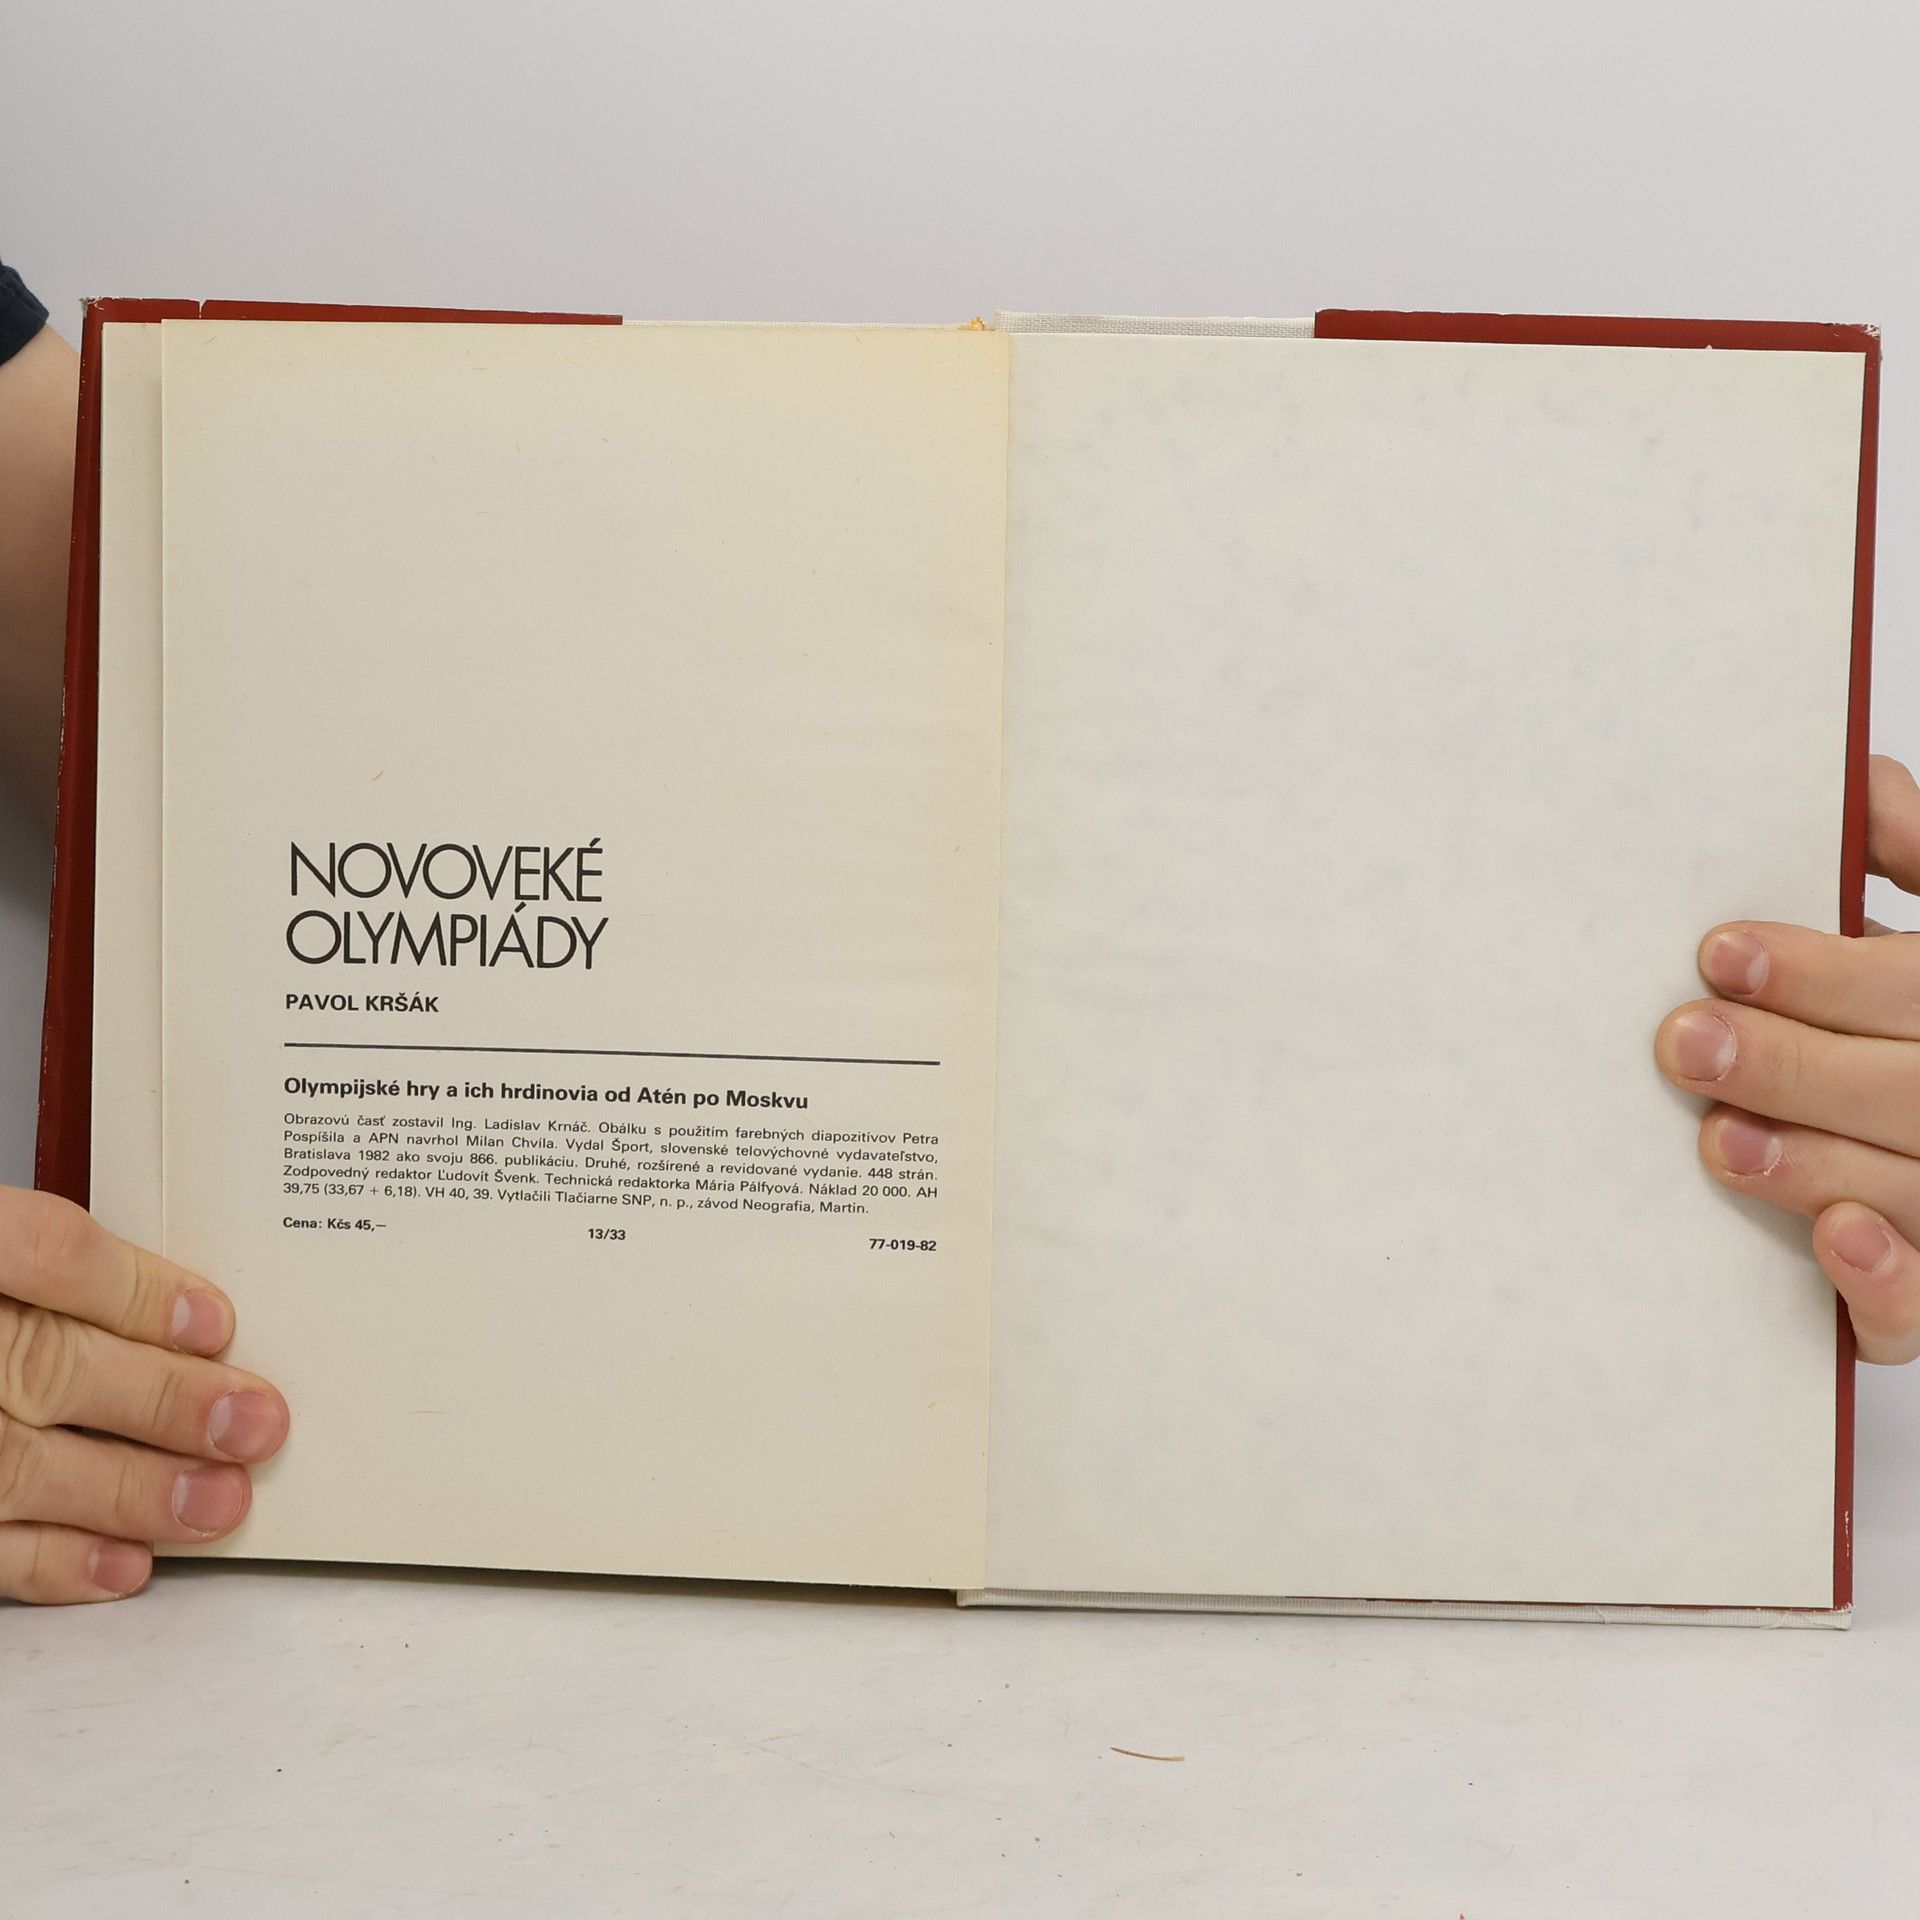 NOVOVEKÉ
OLYMPIÁDY
PAVOL KRŠÁK
Olympijské hry a ich hrdinovia od Atén po Moskvu
Obrazovú časť zostavil Ing. Ladislav Krnáč. Obálku s použitím farebných diapozitívov Petra
Pospíšila a APN navrhol Milan Chvíla. Vydal Šport, slovenské telovýchovné vydavateľstvo,
Bratislava 1982 ako svoju 866. publikáciu. Druhé, rozšírené a revidované vydanie. 448 strán.
Zodpovedný redaktor Ľudovít Švenk. Technická redaktorka Mária Pálfyová. Náklad 20 000. AH
39,75 (33,67 + 6,18). VH 40, 39. Vytlačili Tlačiarne SNP, n. p., závod Neografia, Martin.
Cena: Kčs 45,— 13/33 77-019-82